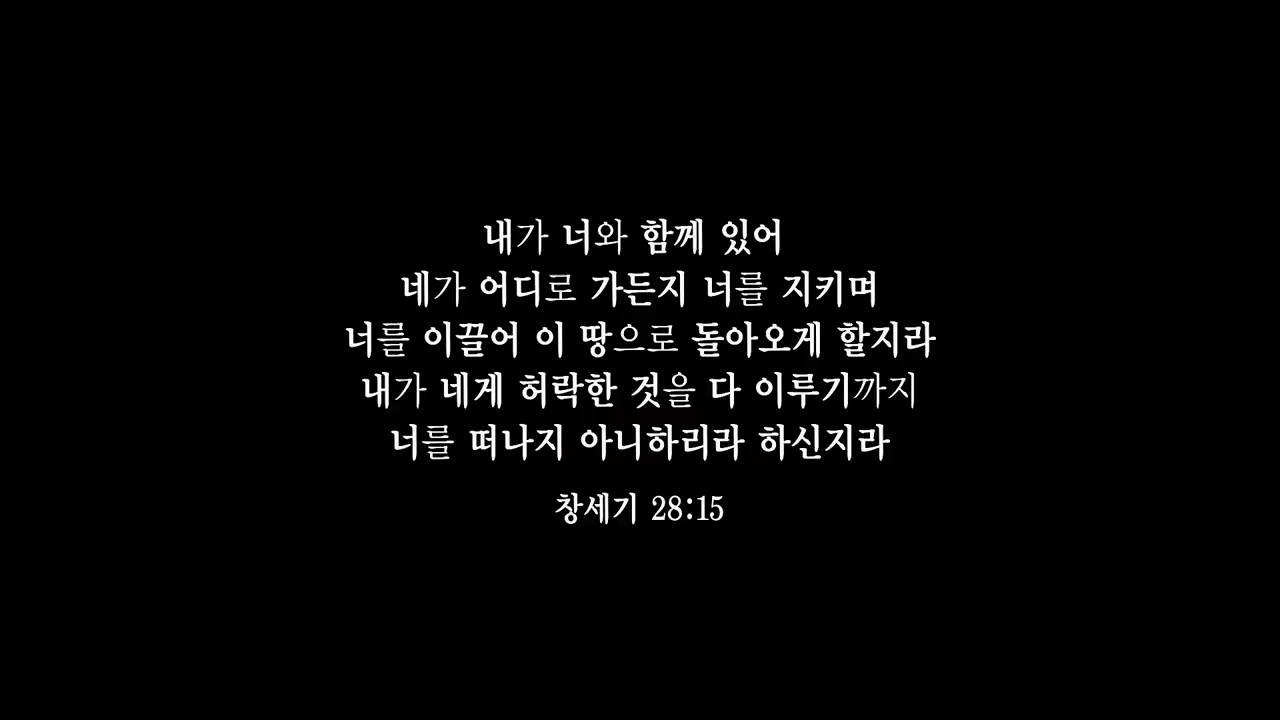 내가 너와 함께 있어
네가 어디로 가든지 너를 지키며
너를 이끌어 이 땅으로 돌아오게 할지라
내가 네게 허락한 것을 다 이루기까지
너를 떠나지 아니하리라 하신지라
창세기 28:15